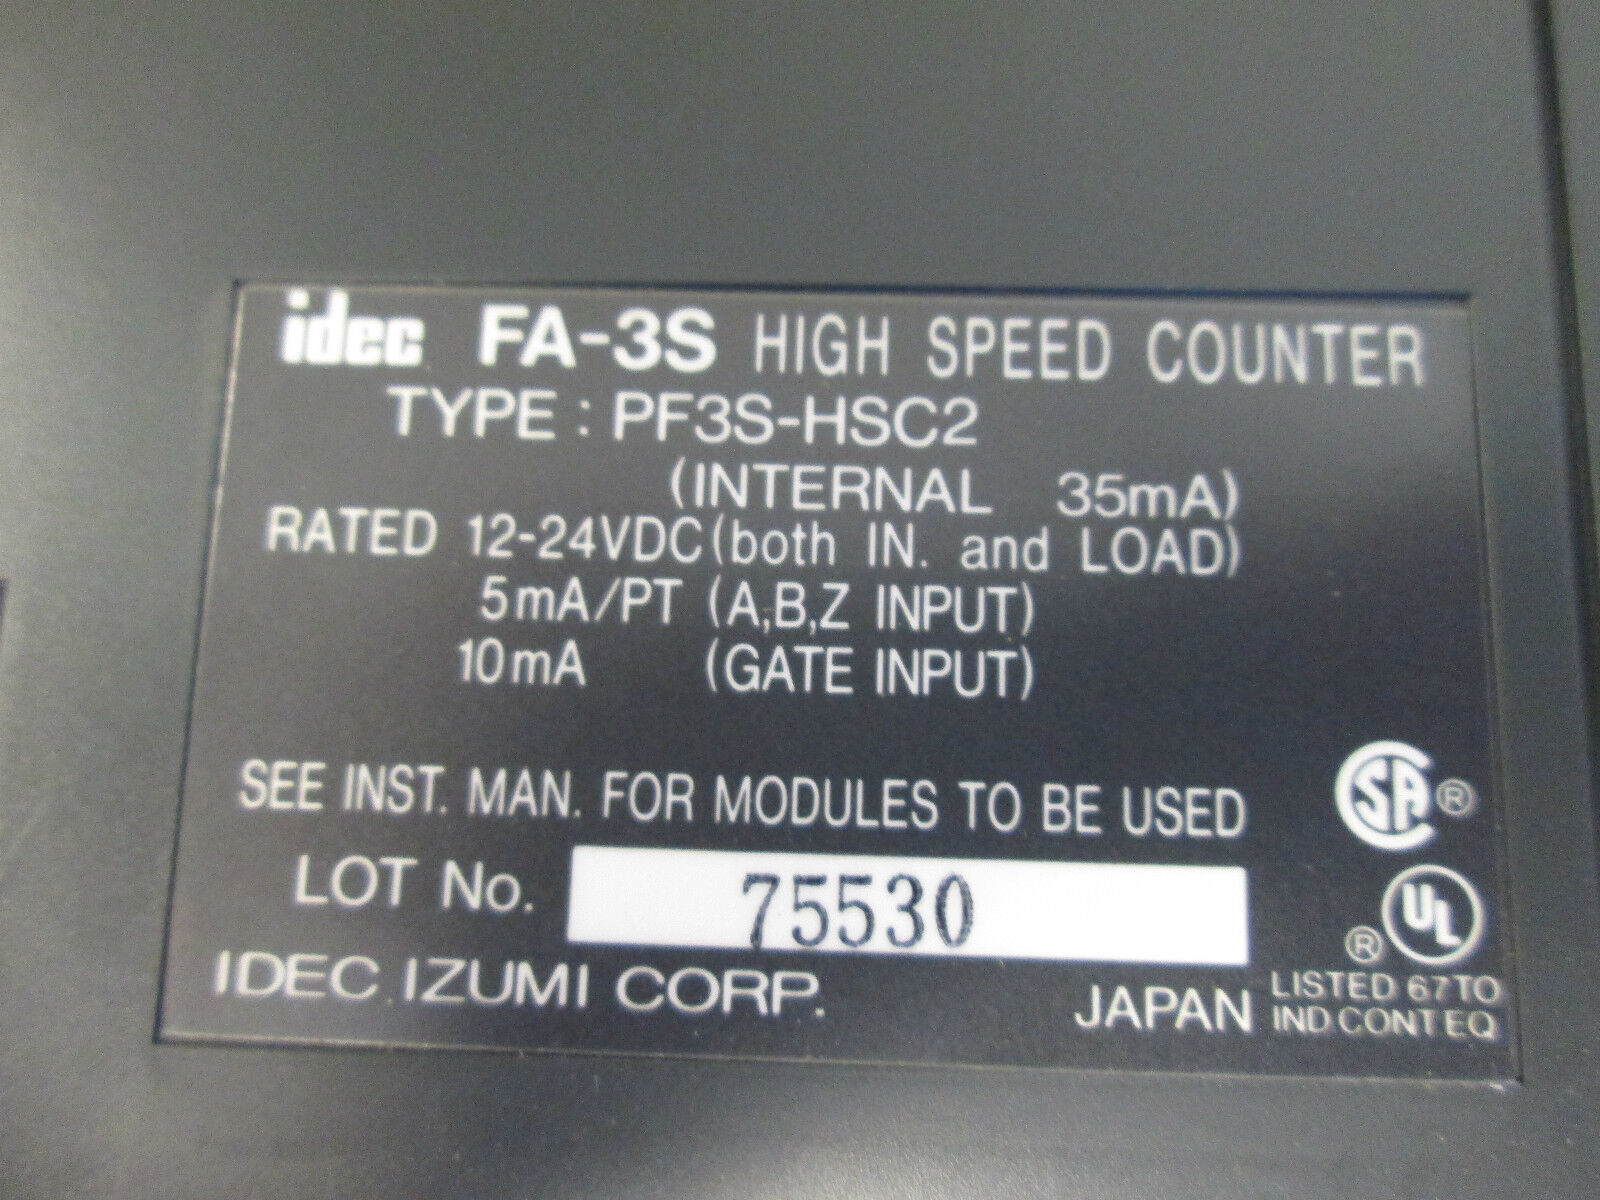 idec FA-3S HIGH SPEED COUNTER
TYPE : PF3S-HSC2
(INTERNAL 35mA)
RATED 12-24VDC (both IN. and LOAD)
5mA/PT (A,B,Z INPUT)
10mA (GATE INPUT)
SEE INST. MAN. FOR MODULES TO BE USED
SA ®
LOT No. 75530
UL ®
IDEC IZUMI CORP. JAPAN
LISTED 67TO
IND CONT EQ